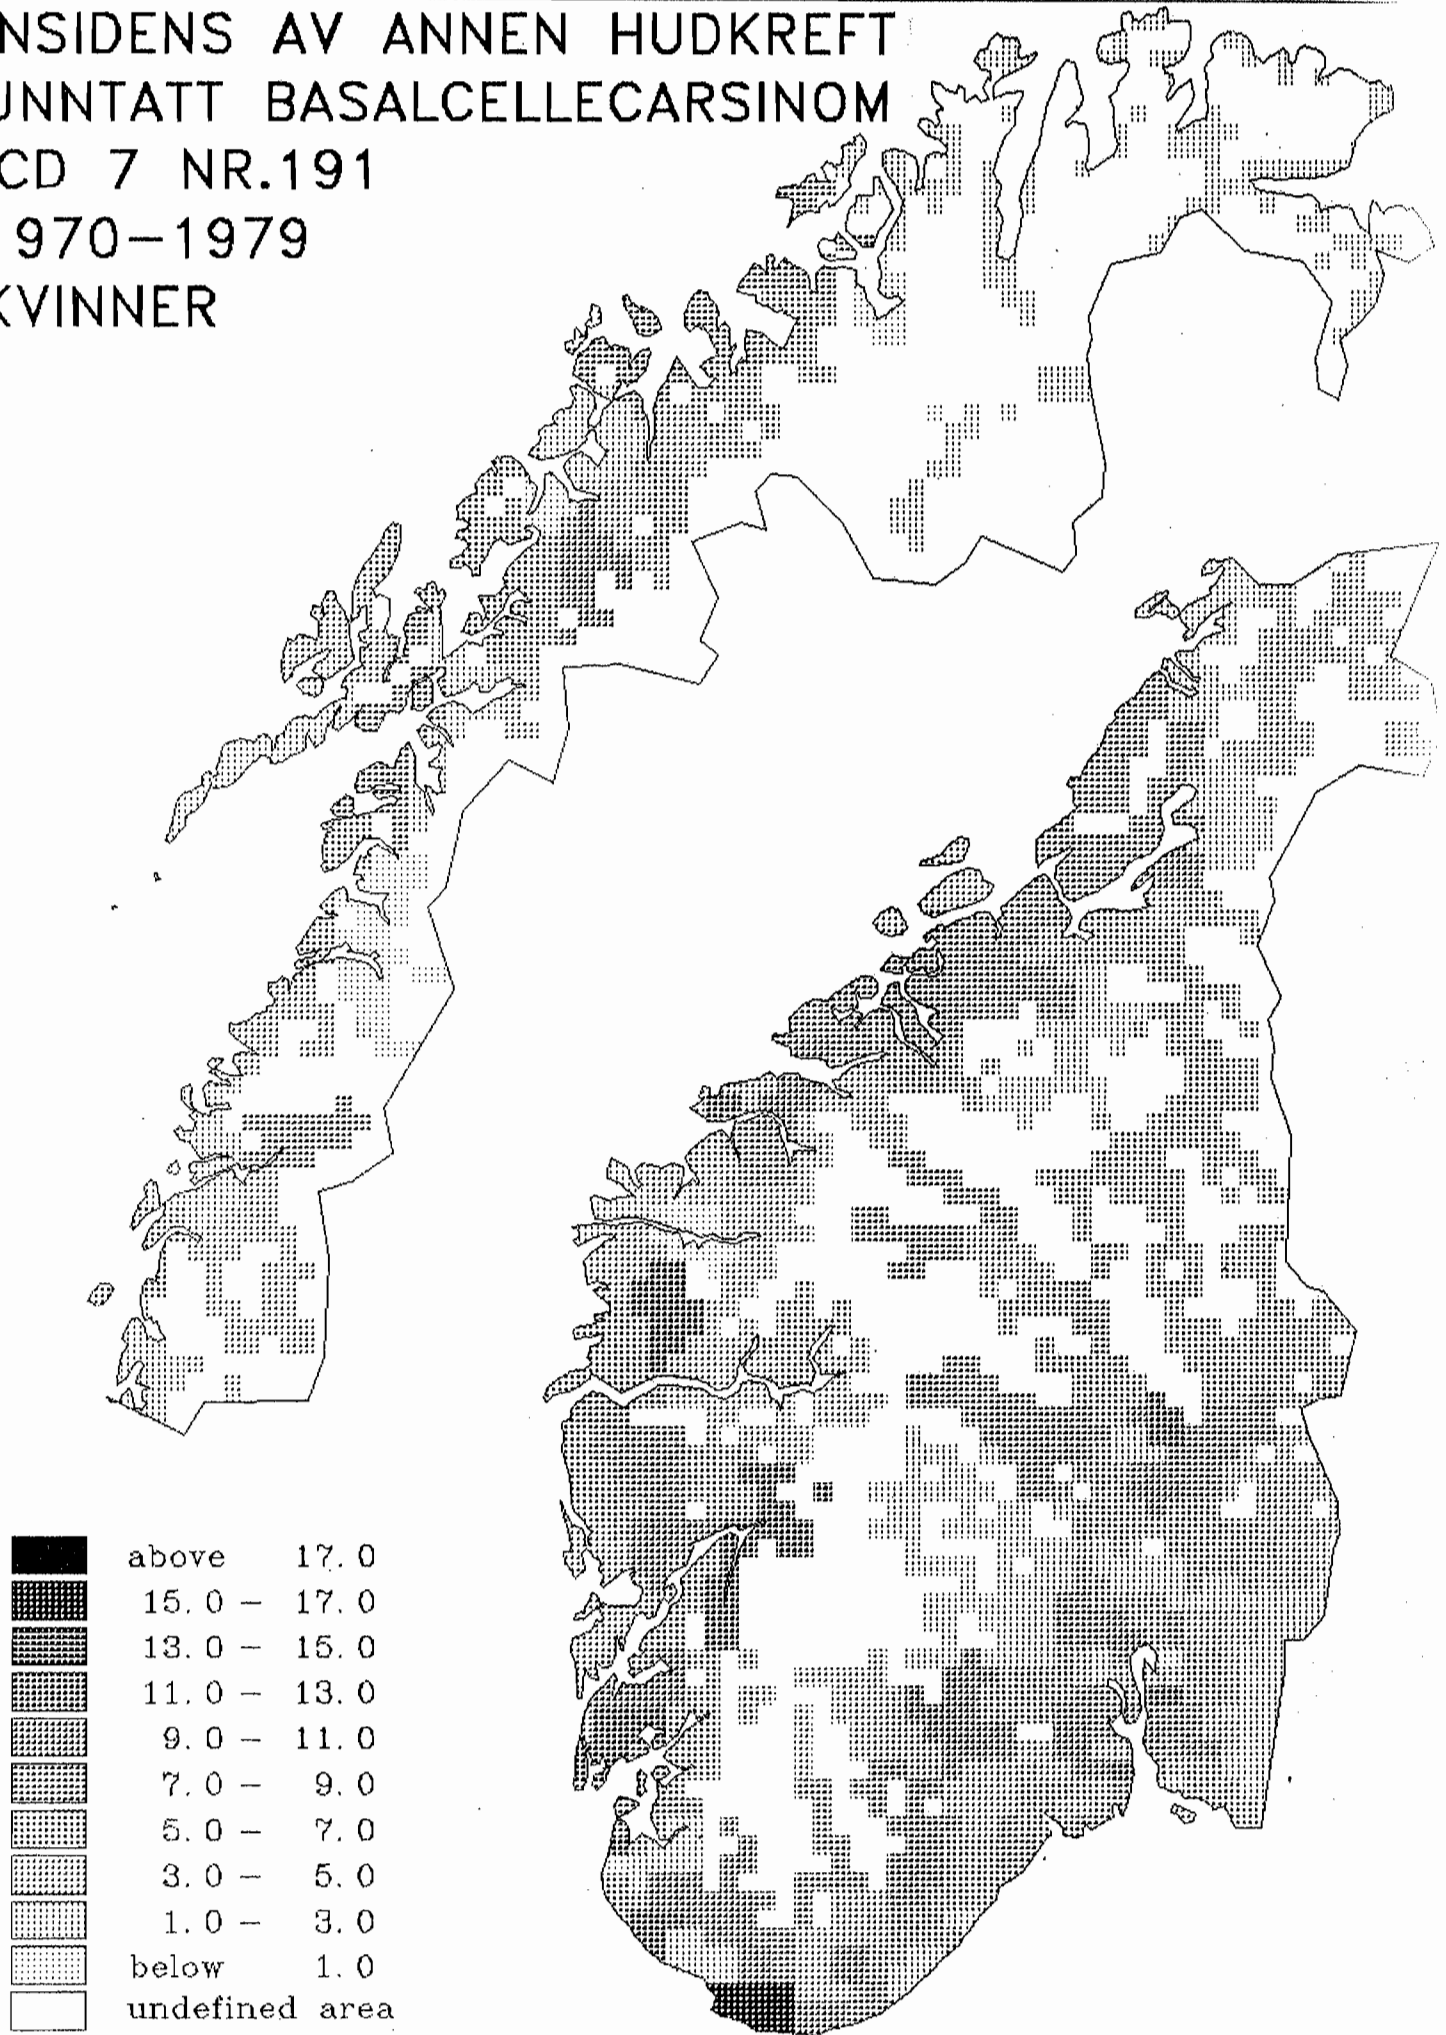 NSIDENS AV ANNEN HUDKREFT
UNNTATT BASALCELLECARSINOM
CD 7 NR.191
970-1979
KVINNER
above 17.0
15.0 - 17.0
13.0 - 15.0
11.0 - 13.0
9.0 - 11.0
7.0 - 9.0
5.0 - 7.0
3.0 - 5.0
1.0 - 3.0
below 1.0
undefined area